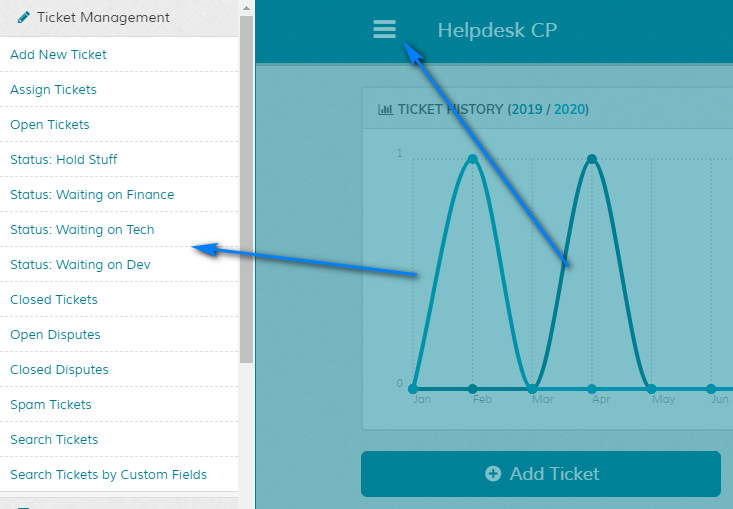 Ticket Management
Add New Ticket
Assign Tickets
Open Tickets
Status: Hold Stuff
Status: Waiting on Finance
Status: Waiting on Tech
Status: Waiting on Dev
Closed Tickets
Open Disputes
Closed Disputes
Spam Tickets
Search Tickets
Search Tickets by Custom Fields
Helpdesk CP
TICKET HISTORY (2019 / 2020)
1
0
Jan Feb Mar Apr May Jun
Add Ticket